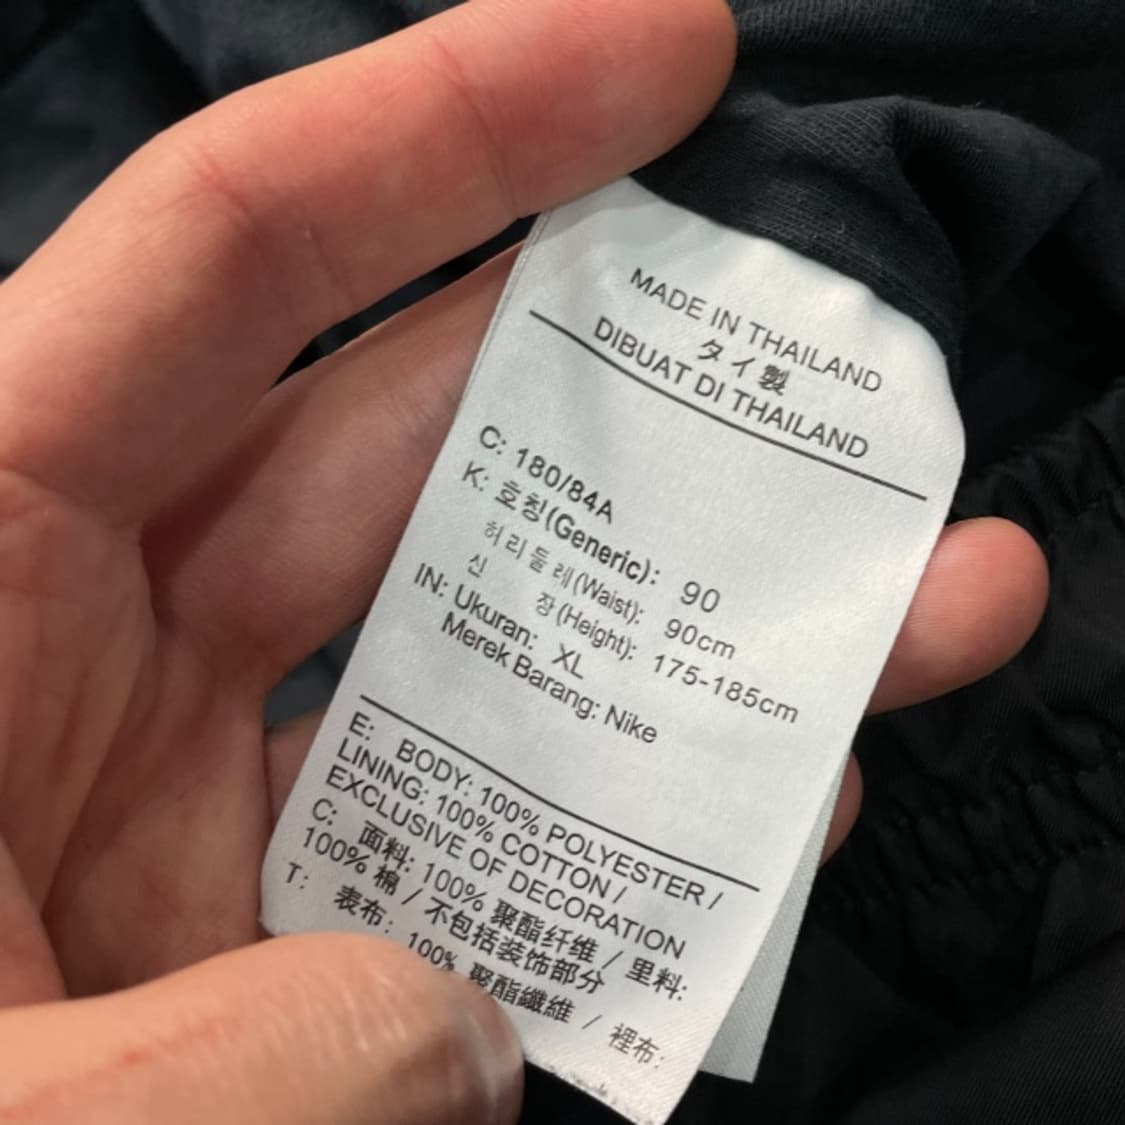 MADE IN THAILAND
タイ製
DIBUAT DI THAILAND
C: 180/84A
K: 호칭(Generic): 90
허리둘레(Waist): 90cm
신 장(Height): 175-185cm
IN: Ukuran: XL
Merek Barang: Nike
E: BODY: 100% POLYESTER /
LINING: 100% COTTON /
EXCLUSIVE OF DECORATION
C: 面料: 100% 聚酯纤维 / 里料:
100% 棉 / 不包括装饰部分
T: 表布: 100% 聚酯纖維 / 裡布: